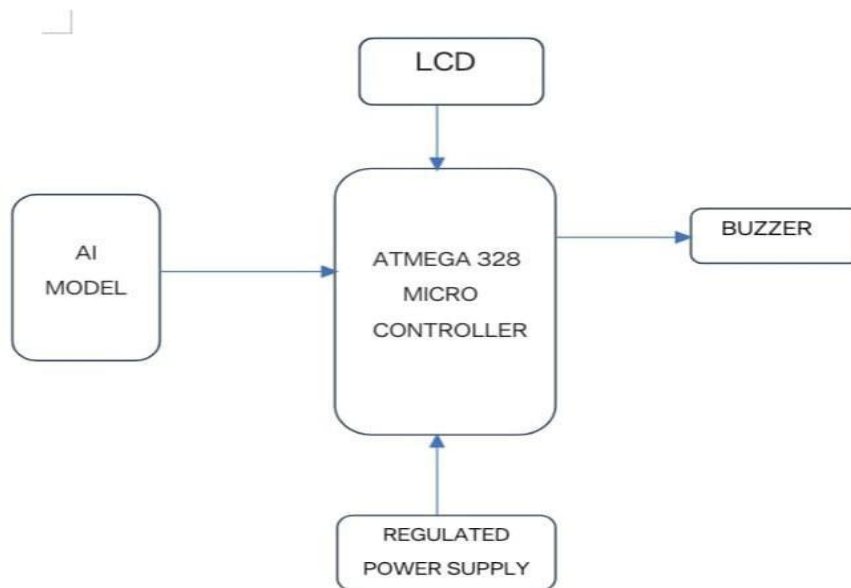 LCD
AI
MODEL
ATMEGA 328
MICRO
CONTROLLER
BUZZER
REGULATED
POWER SUPPLY